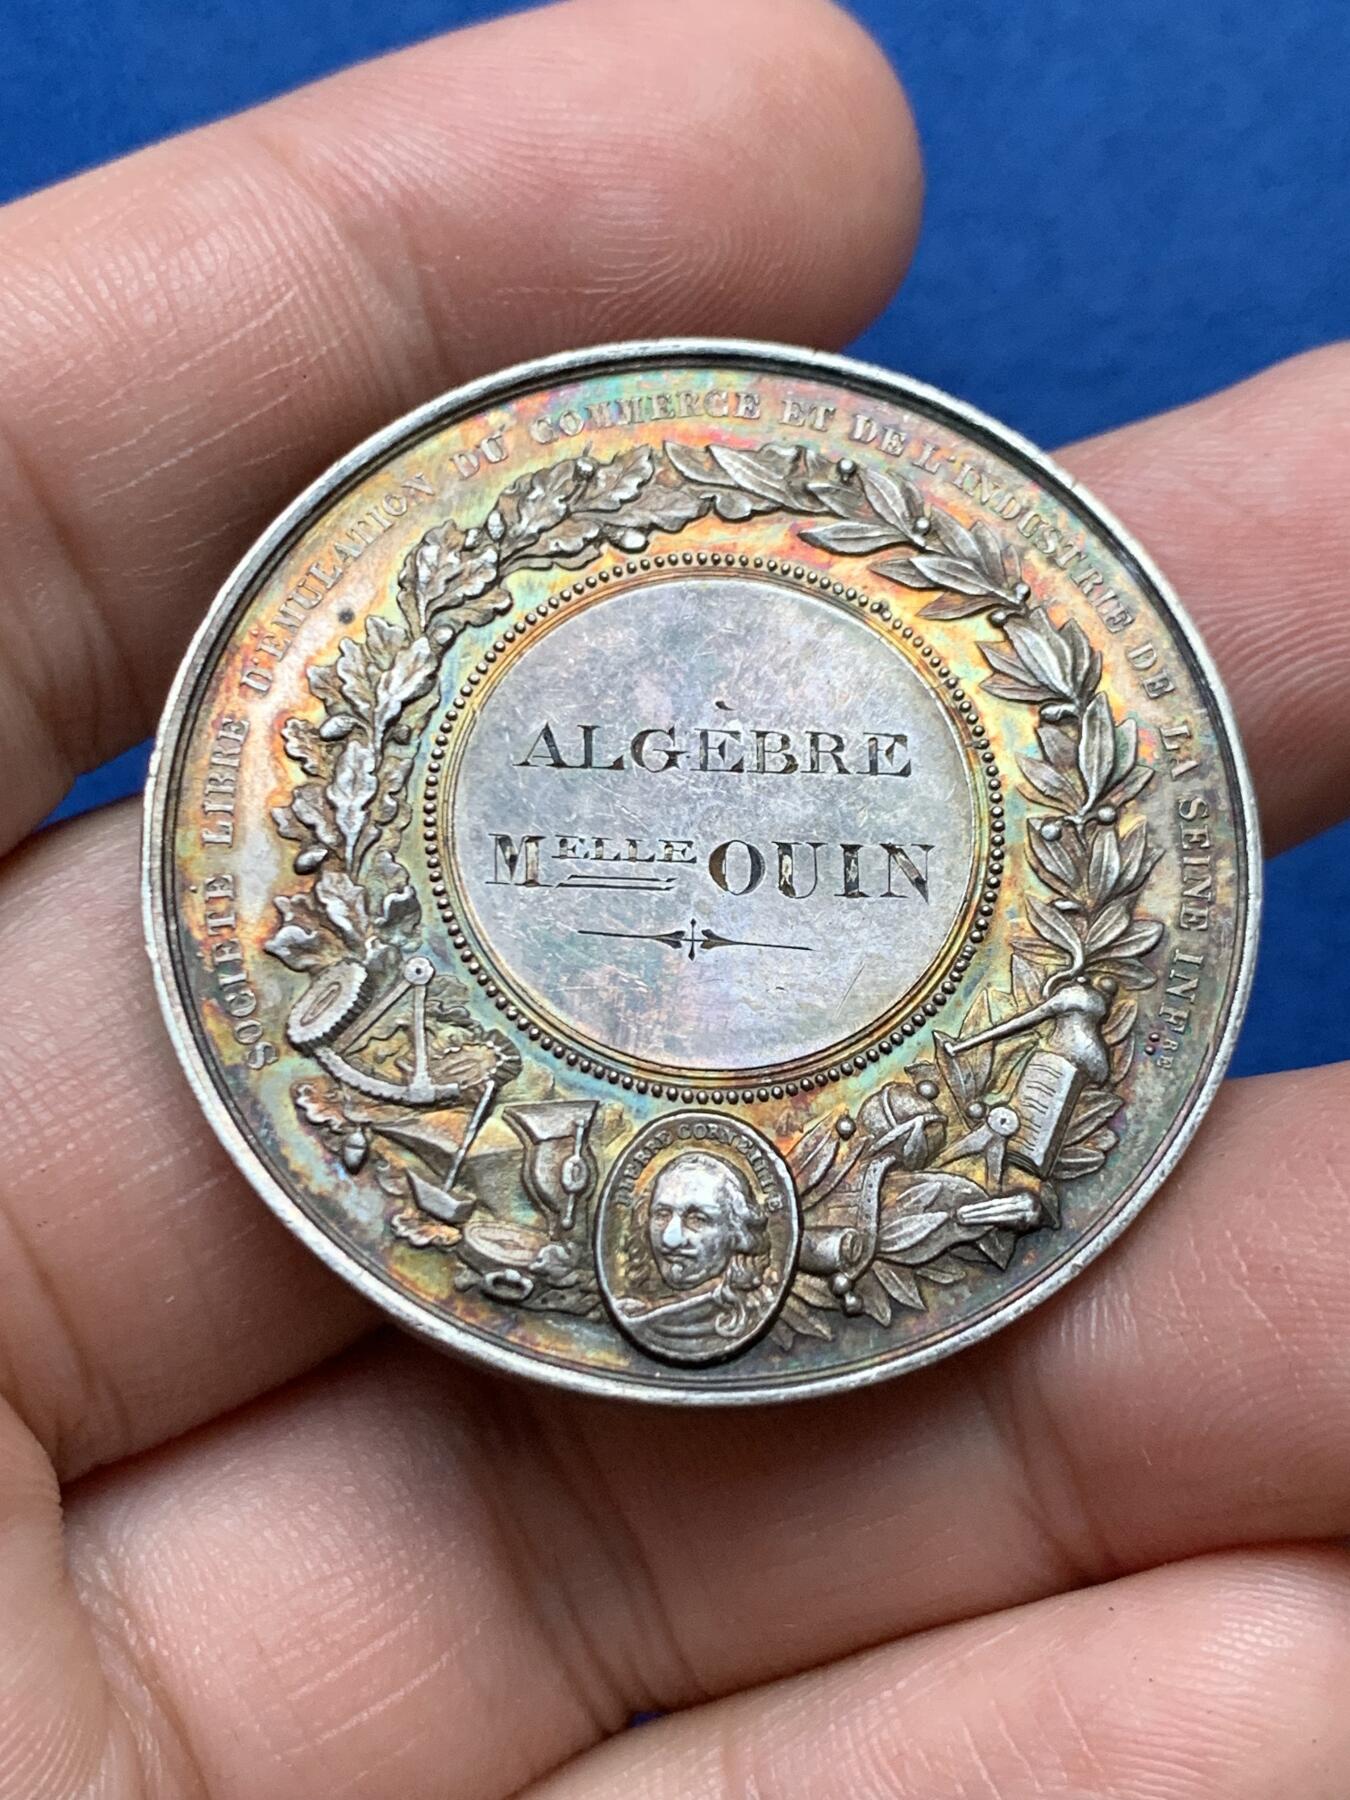 SOCIÉTÉ LIBRE D'ÉMULATION DU COMMERCE ET DE L'INDUSTRIE DE LA SEINE INF.RE
ALGÈBRE
MELLE OUIN
PIERRE CORNEILLE